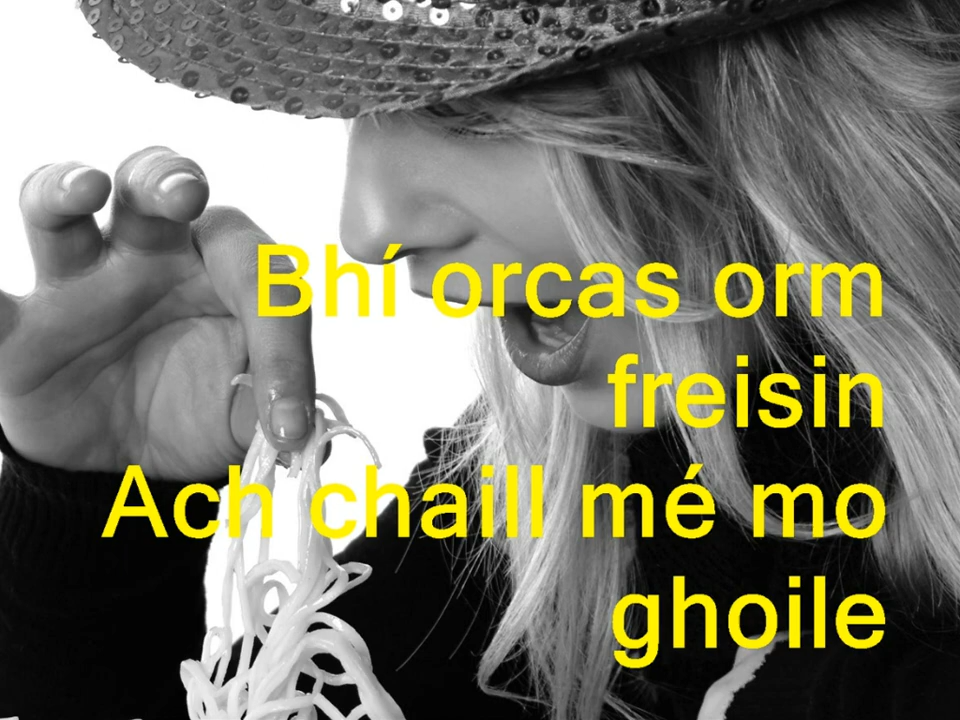 Bhí orcas orm
freisin
Ach chaill mé mo
ghoile